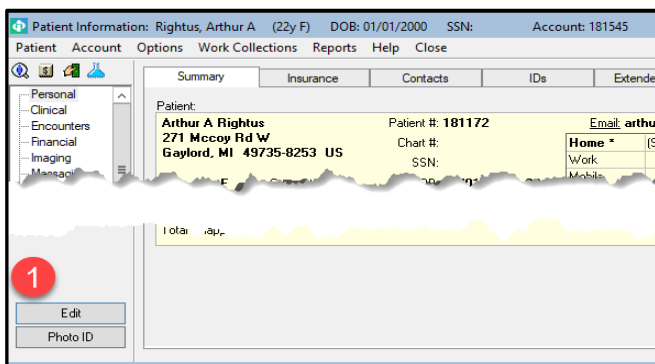 Patient Information: Rightus, Arthur A (22y F) DOB: 01/01/2000 SSN: Account: 181545
Patient Account Options Work Collections Reports Help Close
Summary Insurance Contacts IDs Extende
Personal
Clinical
Encounters
Financial
Imaging
Patient:
Arthur A Rightus Patient #: 181172 Email: arthu
271 Mccoy Rd W Chart #: Home * (S
Gaylord, MI 49735-8253 US SSN: Work
1
Edit
Photo ID